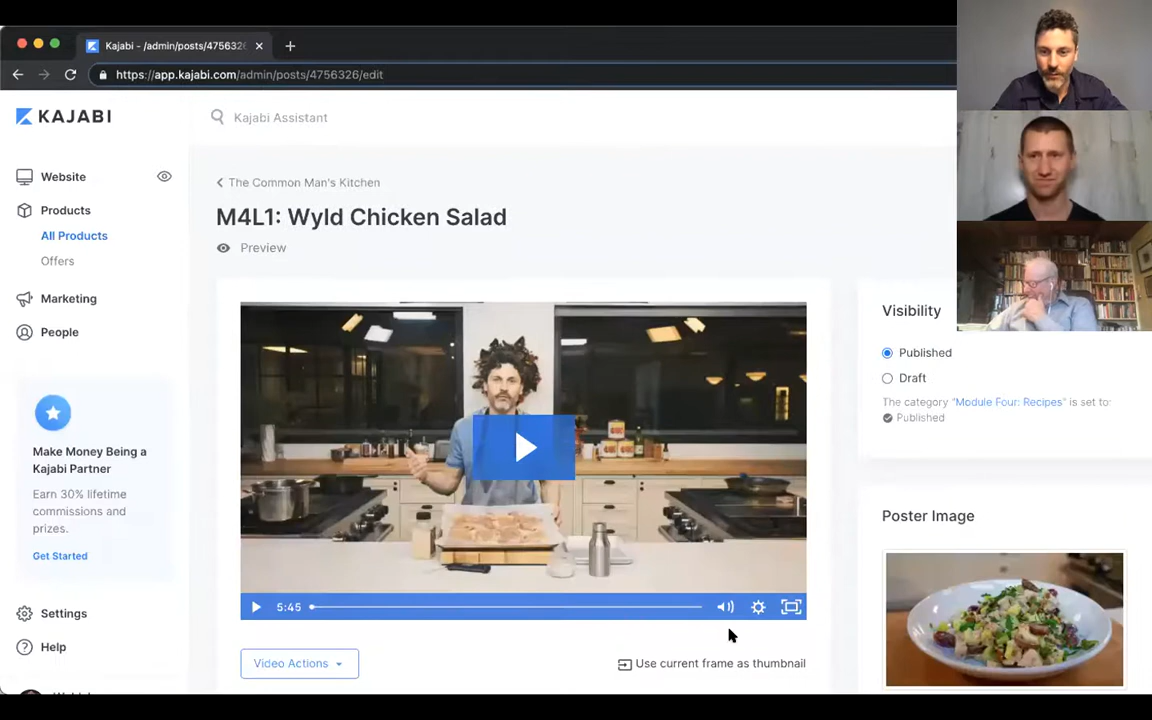 Kajabi - /admin/posts/4756326
https://app.kajabi.com/admin/posts/4756326/edit
KAJABI
Kajabi Assistant
Website
Products
All Products
Offers
Marketing
People
Make Money Being a
Kajabi Partner
Earn 30% lifetime
commissions and
prizes.
Get Started
Settings
Help
The Common Man's Kitchen
M4L1: Wyld Chicken Salad
Preview
5:45
Video Actions
Use current frame as thumbnail
Visibility
Published
Draft
The category "Module Four: Recipes" is set to:
Published
Poster Image